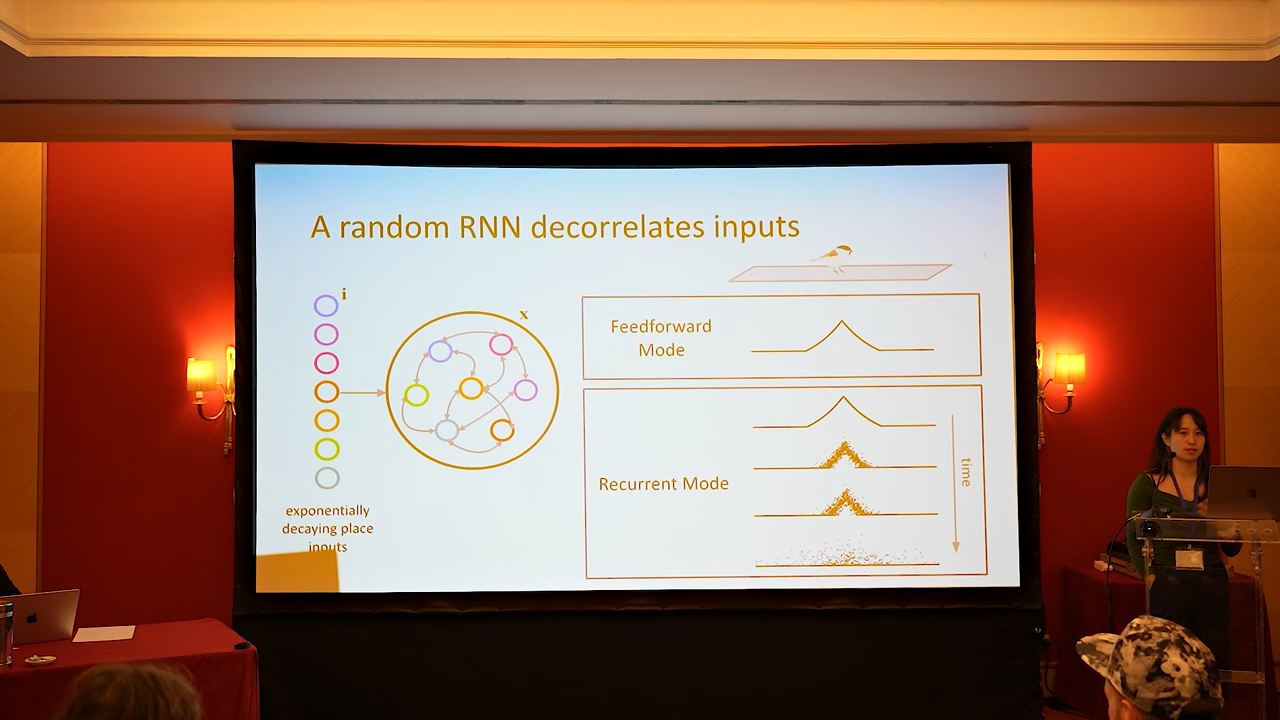 A random RNN decorrelates inputs
i
x
exponentially
decaying place
inputs
Feedforward
Mode
Recurrent Mode
time